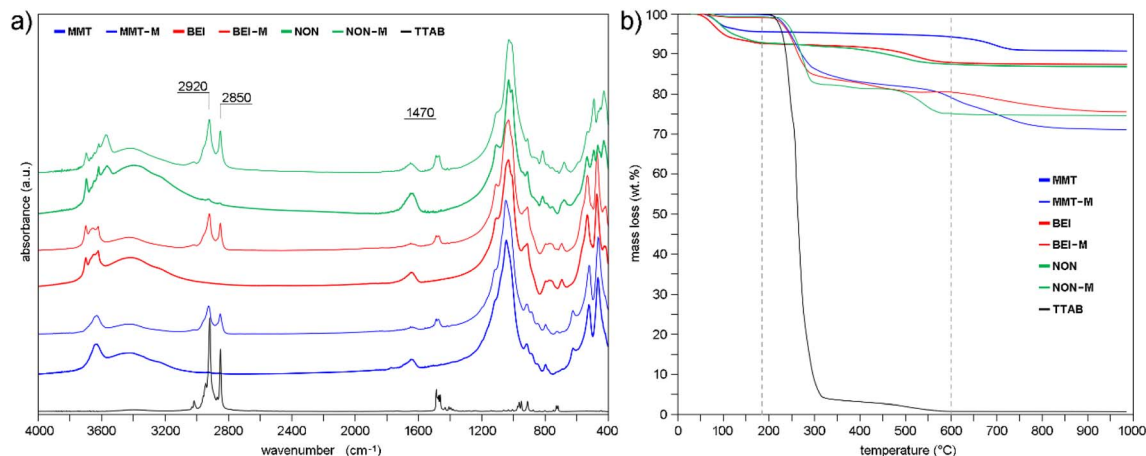 a)
MMT MMT-M BEI BEI-M NON NON-M TTAB
2920
2850
1470
absorbance (a.u.)
4000 3600 3200 2800 2400 2000 1600 1200 800 400
wavenumber (cm-1)
b)
100
90
80
70
60
50
40
30
20
10
0
mass loss (wt.%)
MMT
MMT-M
BEI
BEI-M
NON
NON-M
TTAB
0 100 200 300 400 500 600 700 800 900 1000
temperature (°C)